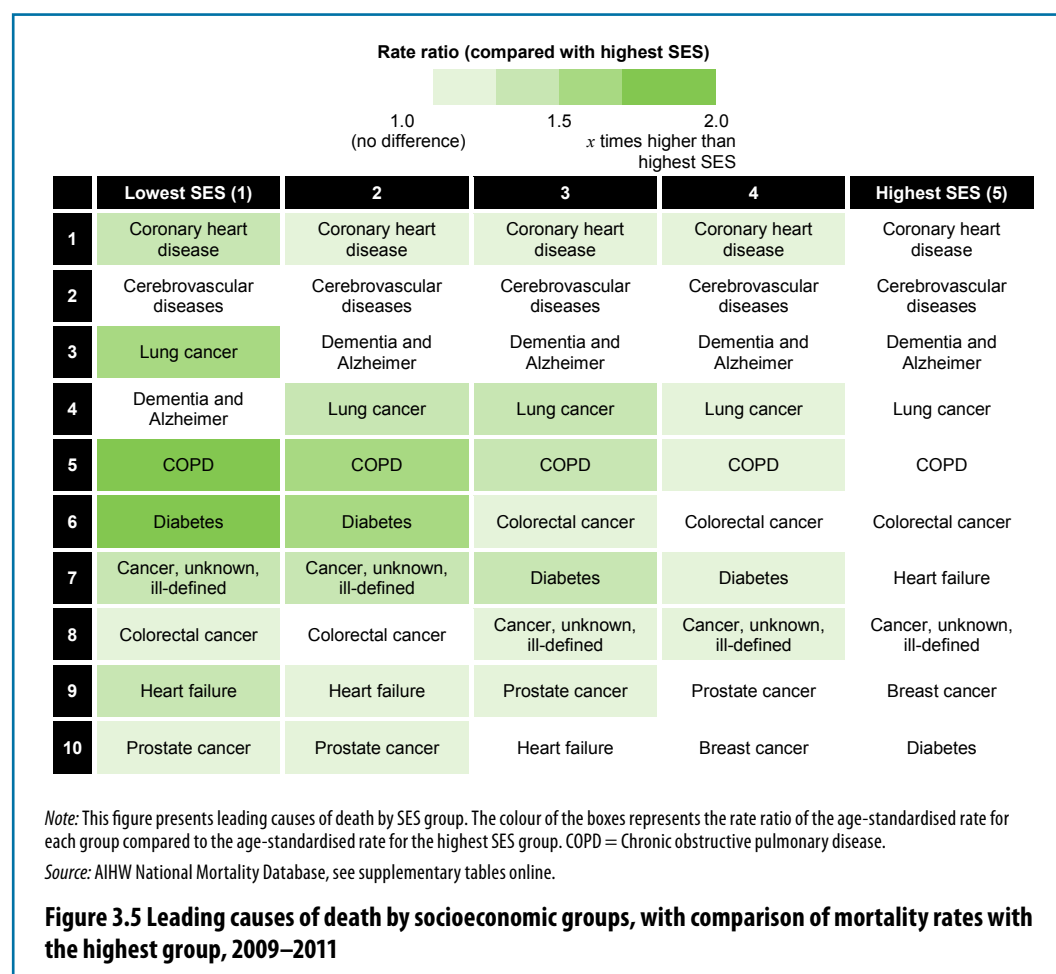 Rate ratio (compared with highest SES)
1.0 1.5 2.0
(no difference) x times higher than
highest SES
Lowest SES (1) 2 3 4 Highest SES (5)
1 Coronary heart disease Coronary heart disease Coronary heart disease Coronary heart disease Coronary heart disease
2 Cerebrovascular diseases Cerebrovascular diseases Cerebrovascular diseases Cerebrovascular diseases Cerebrovascular diseases
3 Lung cancer Dementia and Alzheimer Dementia and Alzheimer Dementia and Alzheimer Dementia and Alzheimer
4 Dementia and Alzheimer Lung cancer Lung cancer Lung cancer Lung cancer
5 COPD COPD COPD COPD COPD
6 Diabetes Diabetes Colorectal cancer Colorectal cancer Colorectal cancer
7 Cancer, unknown, ill-defined Cancer, unknown, ill-defined Diabetes Diabetes Heart failure
8 Colorectal cancer Colorectal cancer Cancer, unknown, ill-defined Cancer, unknown, ill-defined Cancer, unknown, ill-defined
9 Heart failure Heart failure Prostate cancer Prostate cancer Breast cancer
10 Prostate cancer Prostate cancer Heart failure Breast cancer Diabetes
Note: This figure presents leading causes of death by SES group. The colour of the boxes represents the rate ratio of the age-standardised rate for
each group compared to the age-standardised rate for the highest SES group. COPD = Chronic obstructive pulmonary disease.
Source: AIHW National Mortality Database, see supplementary tables online.
Figure 3.5 Leading causes of death by socioeconomic groups, with comparison of mortality rates with
the highest group, 2009–2011